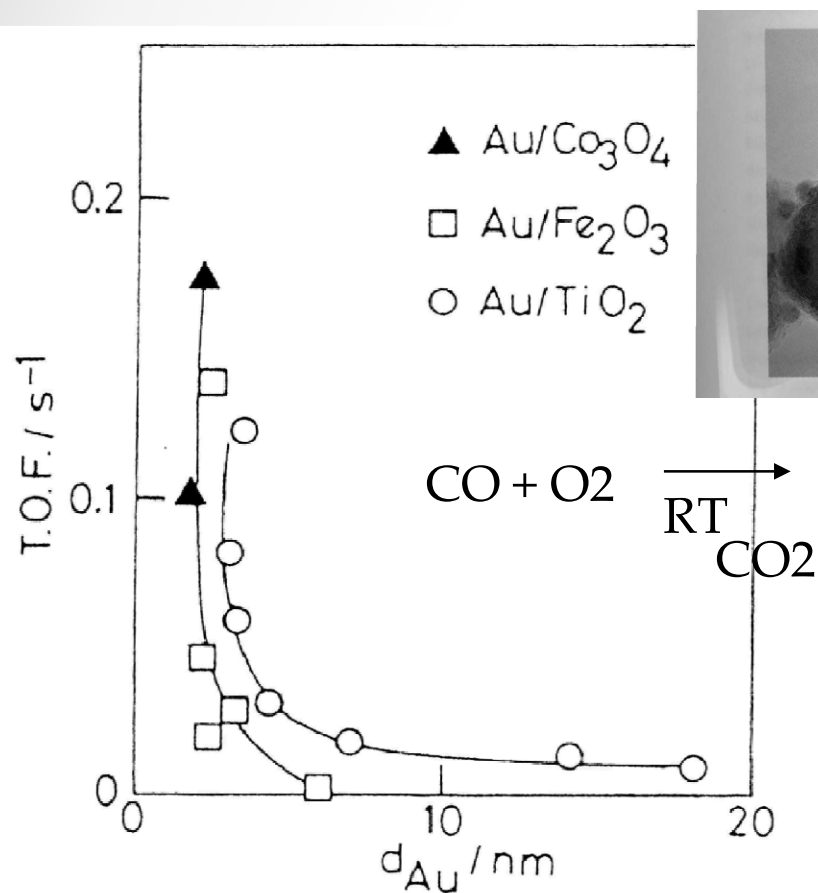 ▲ Au/Co₃O₄
0.2
□ Au/Fe₂O₃
○ Au/TiO₂
T.O.F. / s⁻¹
CO + O2
0.1
RT
CO2
0
0
10
20
d_Au / nm